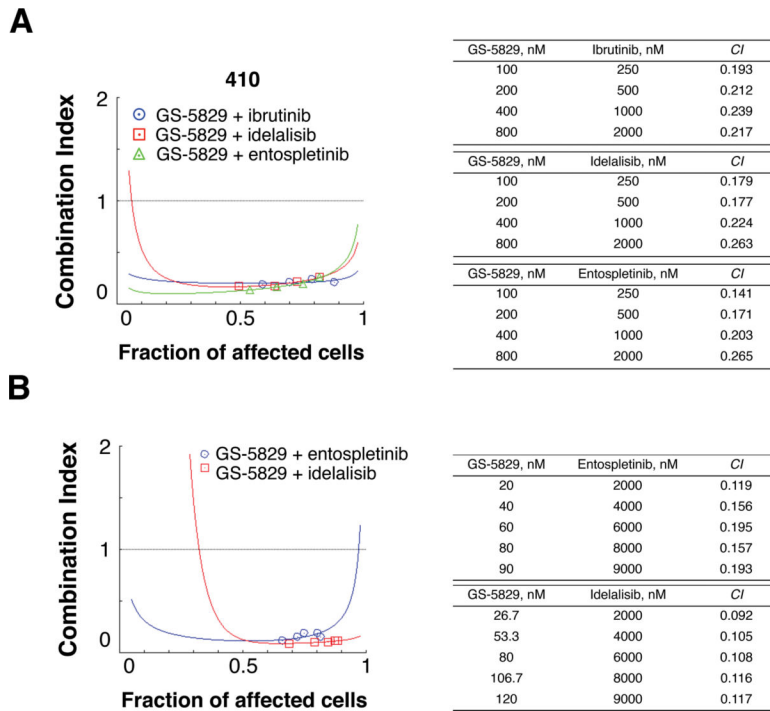 A
410
2
GS-5829 + ibrutinib
GS-5829 + idelalisib
GS-5829 + entospletinib
1
0
0 0.5 1
Combination Index
Fraction of affected cells
GS-5829, nM Ibrutinib, nM CI
100 250 0.193
200 500 0.212
400 1000 0.239
800 2000 0.217
GS-5829, nM Idelalisib, nM CI
100 250 0.179
200 500 0.177
400 1000 0.224
800 2000 0.263
GS-5829, nM Entospletinib, nM CI
100 250 0.141
200 500 0.171
400 1000 0.203
800 2000 0.265
B
2
GS-5829 + entospletinib
GS-5829 + idelalisib
1
0
0 0.5 1
Combination Index
Fraction of affected cells
GS-5829, nM Entospletinib, nM CI
20 2000 0.119
40 4000 0.156
60 6000 0.195
80 8000 0.157
90 9000 0.193
GS-5829, nM Idelalisib, nM CI
26.7 2000 0.092
53.3 4000 0.105
80 6000 0.108
106.7 8000 0.116
120 9000 0.117